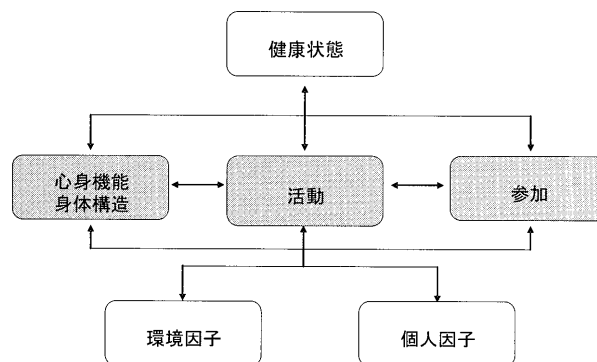 健康状態
心身機能
身体構造
活動
参加
環境因子
個人因子